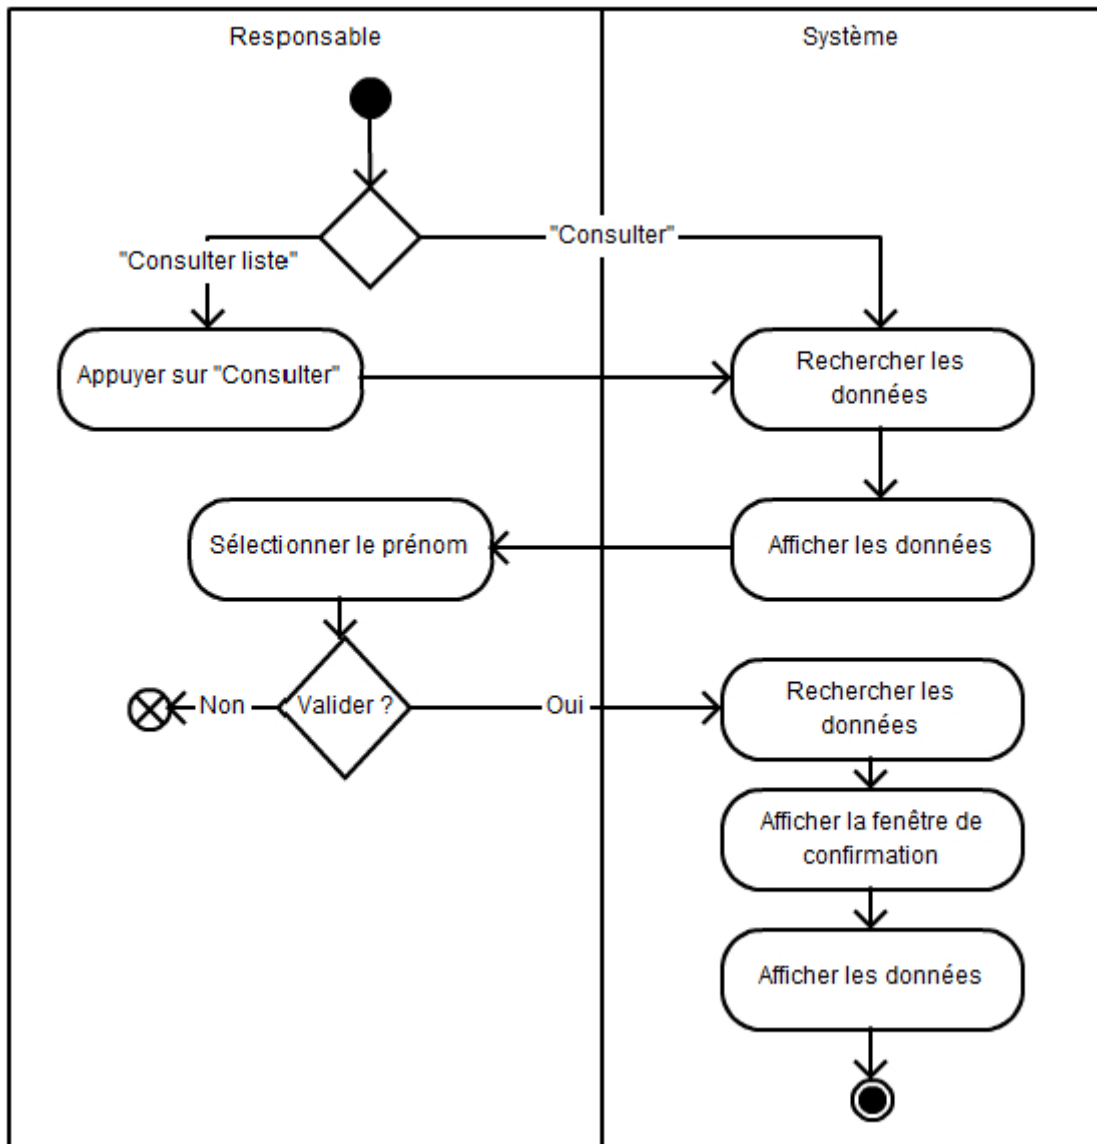 Responsable
Système
"Consulter"
"Consulter liste"
Appuyer sur "Consulter"
Rechercher les
données
Sélectionner le prénom
Afficher les données
Non
Valider ?
Oui
Rechercher les
données
Afficher la fenêtre de
confirmation
Afficher les données